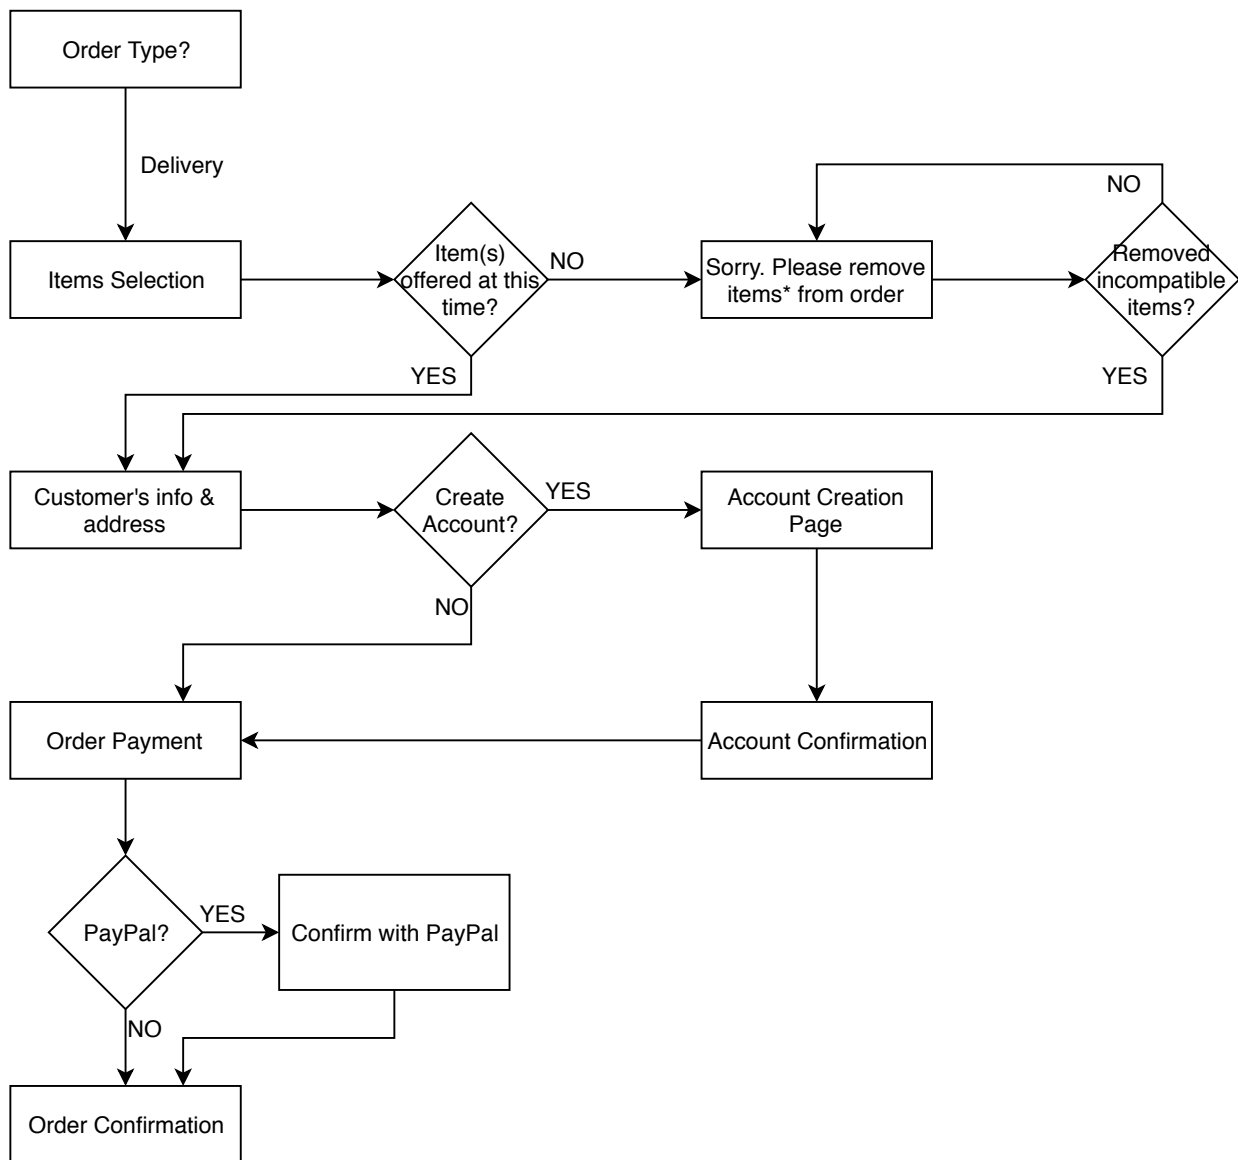 Order Type?
Delivery
Items Selection
Item(s)
offered at this
time?
NO
Sorry. Please remove
items* from order
NO
Removed
incompatible
items?
YES
YES
Customer's info &
address
Create
Account?
YES
Account Creation
Page
NO
Order Payment
Account Confirmation
PayPal?
YES
Confirm with PayPal
NO
Order Confirmation